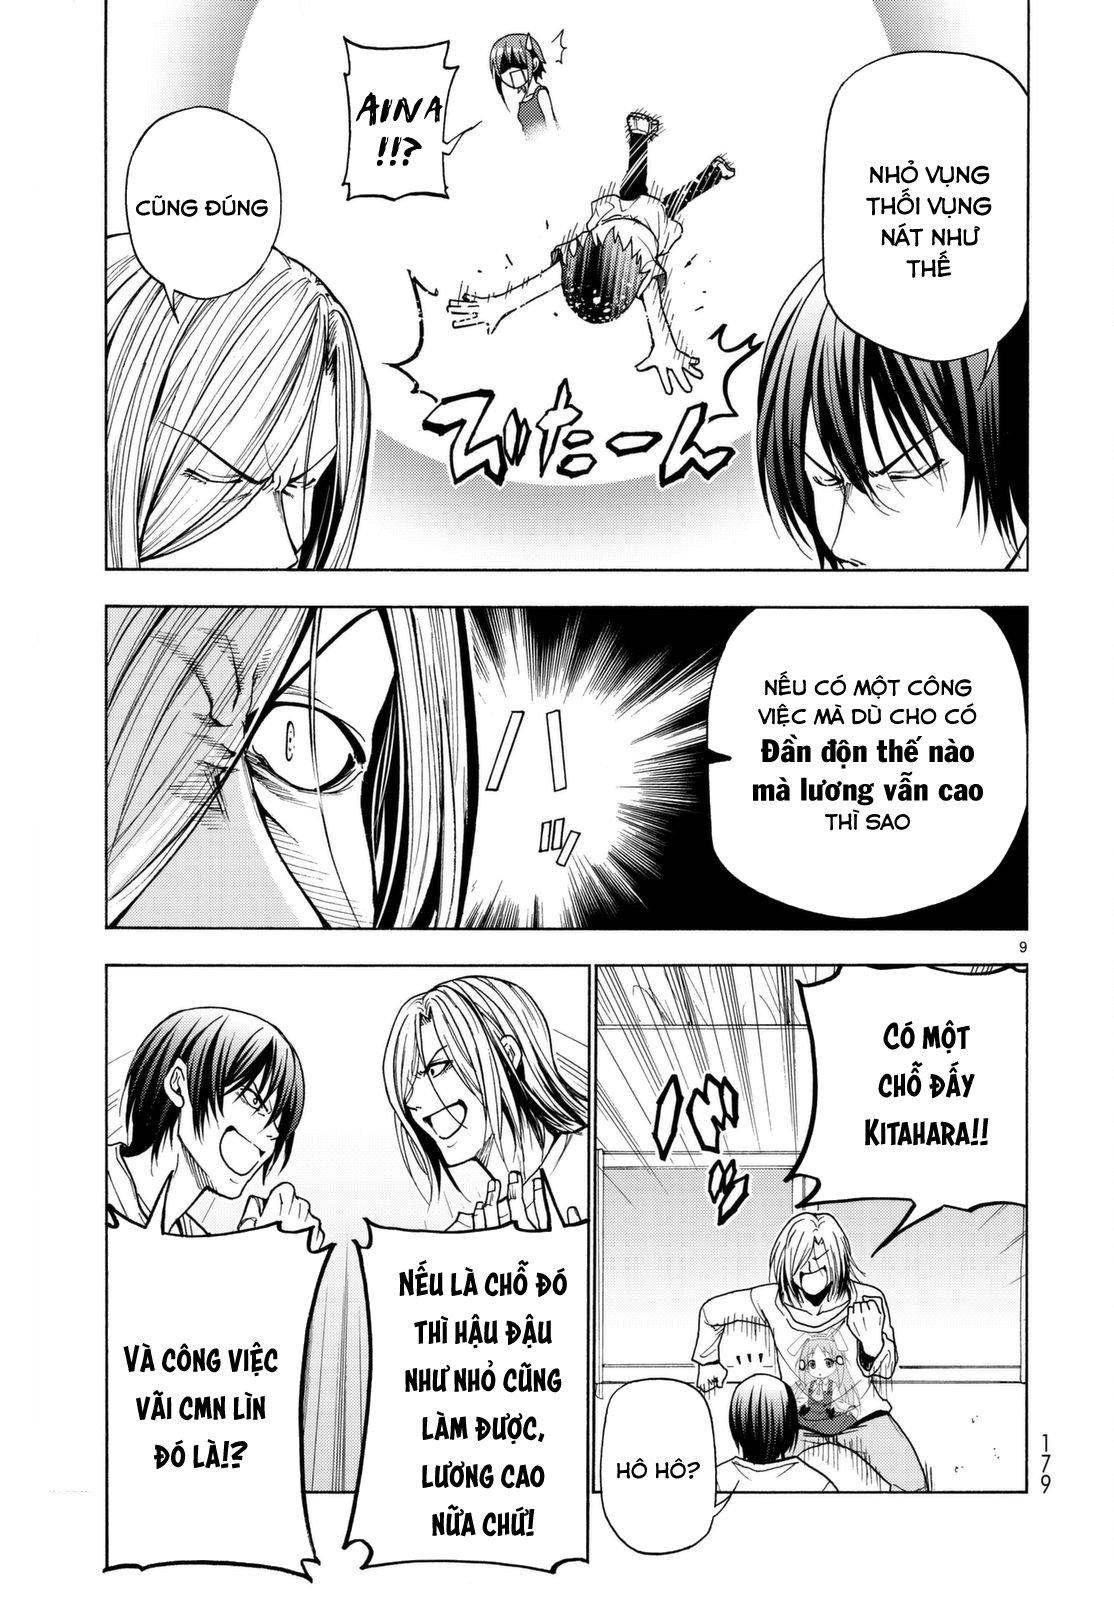 NHỎ VỤNG
THỐI VỤNG
NÁT NHƯ
THẾ
AINA
!!!?
CŨNG ĐÚNG
てぃたーん
NẾU CÓ MỘT CÔNG
VIỆC MÀ DÙ CHO CÓ
Đần độn thế nào
mà lương vẫn cao
THÌ SAO
9
CÓ MỘT
CHỖ ĐẤY
KITAHARA!!
HÔ HÔ?
NẾU LÀ CHỖ ĐÓ
THÌ HẬU ĐẬU
NHƯ NHỎ CŨNG
LÀM ĐƯỢC,
LƯƠNG CAO
NỮA CHỨ!
VÀ CÔNG VIỆC
VÃI CMN LÌN
ĐÓ LÀ!?
179